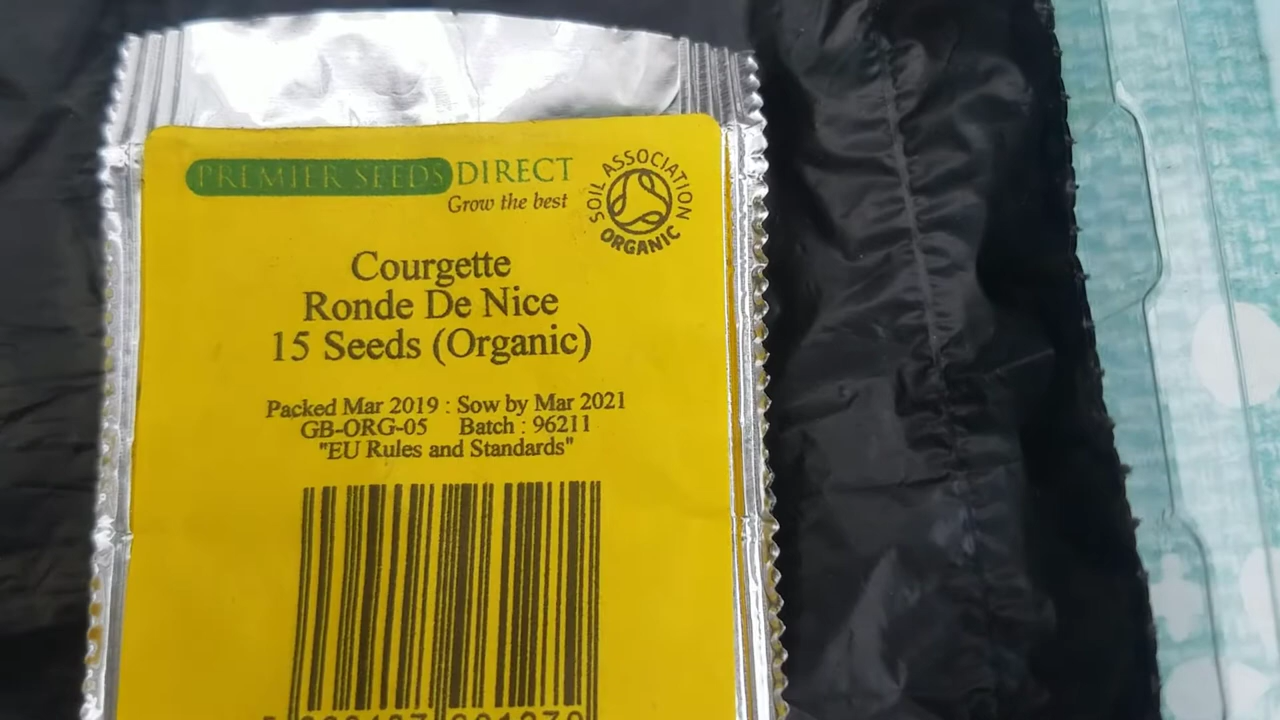 PREMIER SEEDS DIRECT
Grow the best
SOIL ASSOCIATION
ORGANIC
Courgette
Ronde De Nice
15 Seeds (Organic)
Packed Mar 2019 : Sow by Mar 2021
GB-ORG-05 Batch : 96211
"EU Rules and Standards"